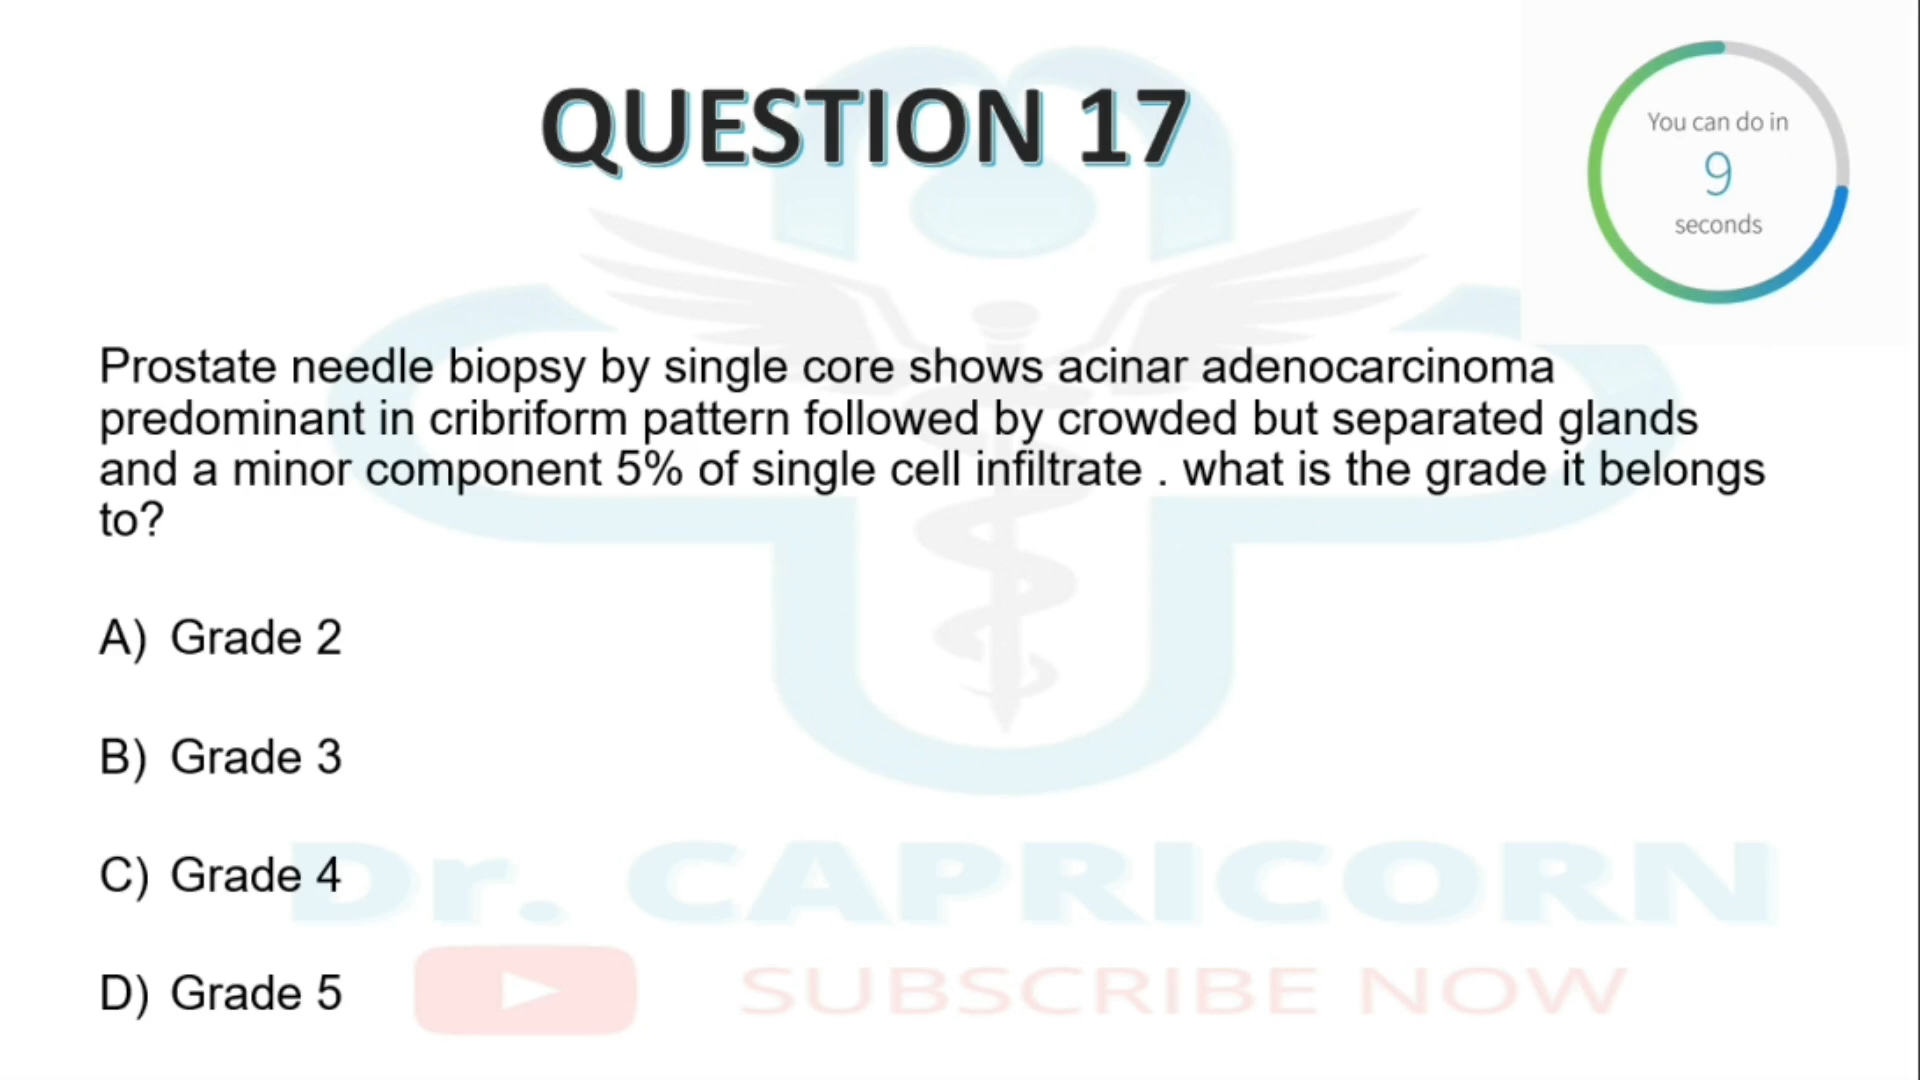 QUESTION 17
You can do in
9
seconds
Prostate needle biopsy by single core shows acinar adenocarcinoma
predominant in cribriform pattern followed by crowded but separated glands
and a minor component 5% of single cell infiltrate . what is the grade it belongs
to?
A) Grade 2
B) Grade 3
C) Grade 4
D) Grade 5
Dr. CAPRICORN
SUBSCRIBE NOW